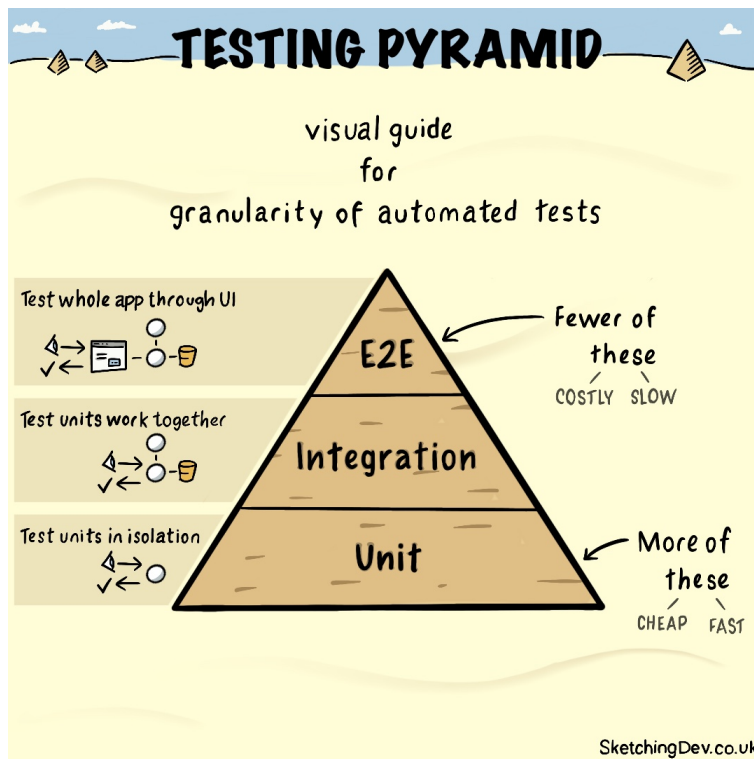 TESTING PYRAMID
visual guide
for
granularity of automated tests
Test whole app through UI
E2E
Fewer of
these
COSTLY SLOW
Test units work together
Integration
Test units in isolation
Unit
More of
these
CHEAP FAST
SketchingDev.co.uk